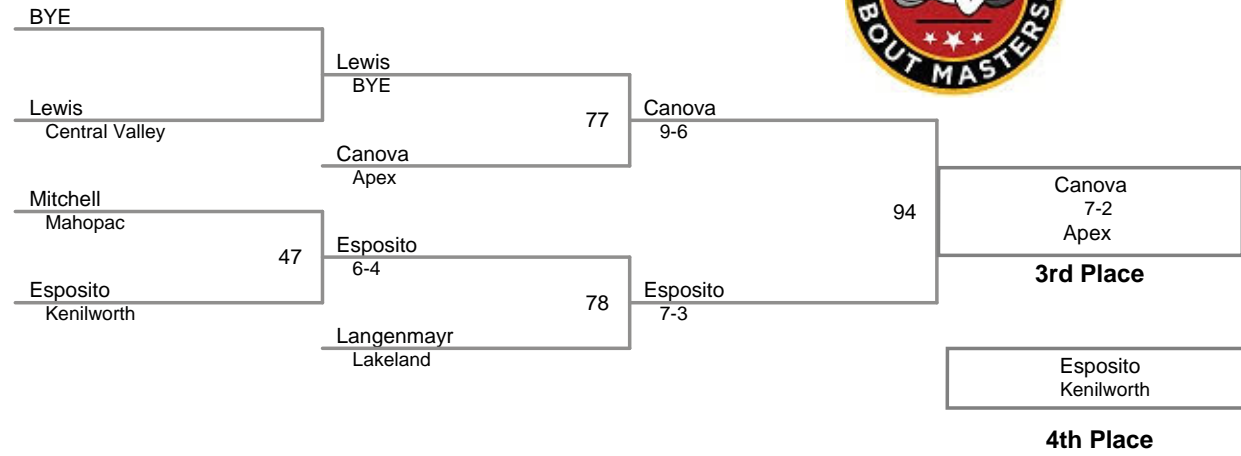 BYE
BOUT MASTERS
Lewis
BYE
Lewis
Central Valley
77
Canova
9-6
Canova
Apex
Mitchell
Mahopac
94
Canova
7-2
Apex
47
Esposito
6-4
3rd Place
Esposito
Kenilworth
78
Esposito
7-3
Langenmayr
Lakeland
Esposito
Kenilworth
4th Place